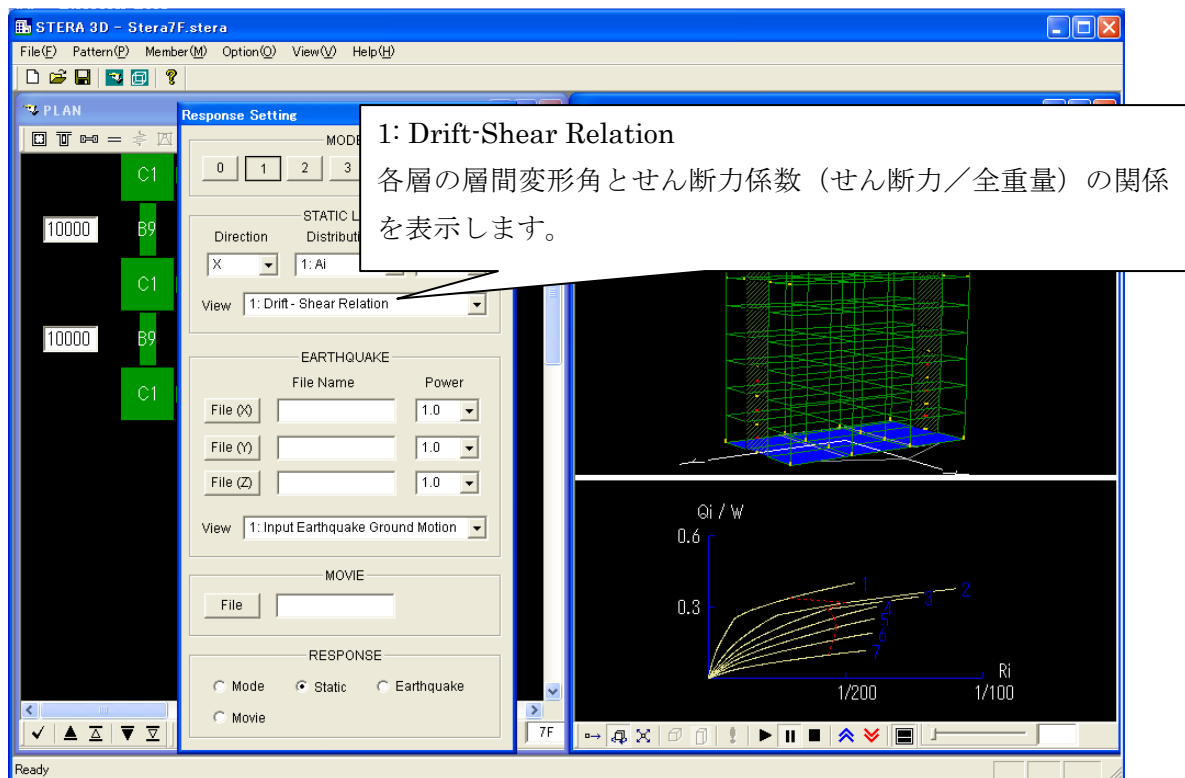 STERA 3D - Stera7F.stera
File(F) Pattern(P) Member(M) Option(O) View(V) Help(H)
PLAN
Response Setting
1: Drift-Shear Relation
各層の層間変形角とせん断力係数（せん断力／全重量）の関係
を表示します。
C1
10000 B9
C1
10000 B9
C1
MODE
0 1 2 3
STATIC L
Direction Distributi
X 1: Ai
View 1: Drift - Shear Relation
EARTHQUAKE
File Name Power
File (X) 1.0
File (Y) 1.0
File (Z) 1.0
View 1: Input Earthquake Ground Motion
MOVIE
File
RESPONSE
Mode Static Earthquake
Movie
7F
Qi / W
0.6
0.3
1
2
3
4
5
6
7
Ri
1/200 1/100
Ready